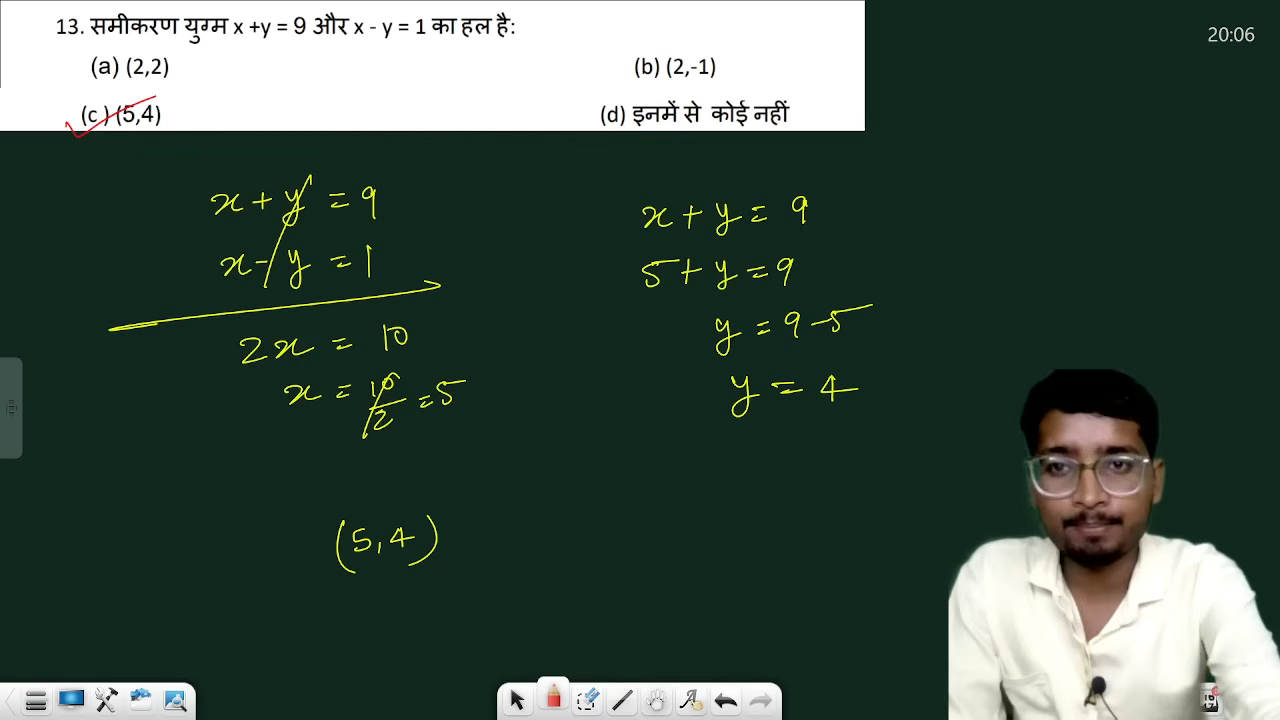 13. समीकरण युग्म x +y = 9 और x - y = 1 का हल है:
(a) (2,2)
(b) (2,-1)
(c ) (5,4)
(d) इनमें से कोई नहीं
20:06
x + y = 9
x - y = 1
2x = 10
x = 10/2 = 5
(5,4)
x + y = 9
5 + y = 9
y = 9 - 5
y = 4